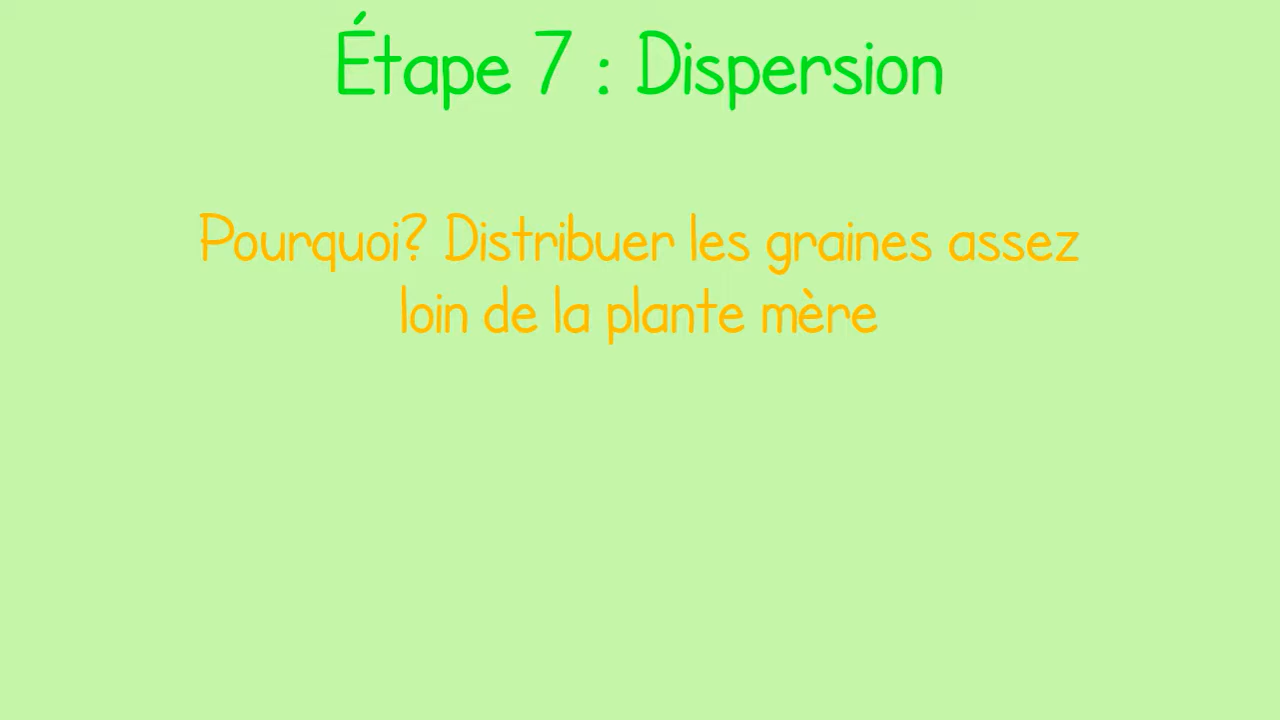 Étape 7 : Dispersion
Pourquoi? Distribuer les graines assez
loin de la plante mère